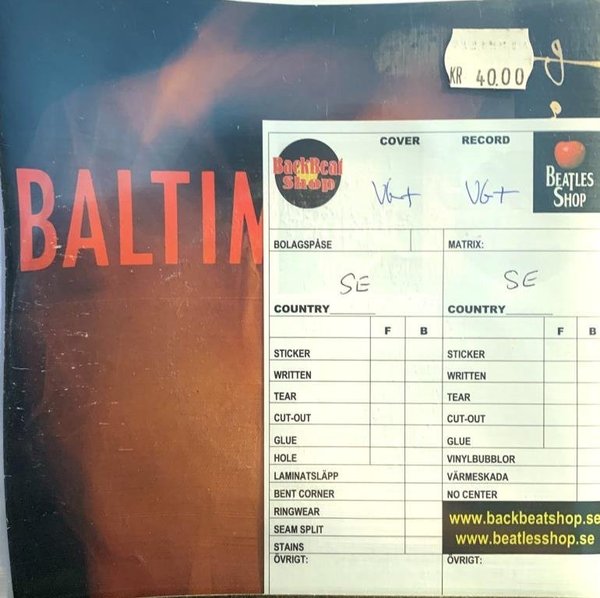 KR 40.00
BALTIM
BackBeat
Shop
COVER
RECORD
VG+
VG+
BEATLES
SHOP
BOLAGSPÅSE
MATRIX:
SE
SE
COUNTRY______
COUNTRY______
F B
F B
STICKER
STICKER
WRITTEN
WRITTEN
TEAR
TEAR
CUT-OUT
CUT-OUT
GLUE
GLUE
HOLE
VINYLBUBBLOR
LAMINATSLÄPP
VÄRMESKADA
BENT CORNER
NO CENTER
RINGWEAR
www.backbeatshop.se
SEAM SPLIT
www.beatlesshop.se
STAINS
ÖVRIGT:
ÖVRIGT: